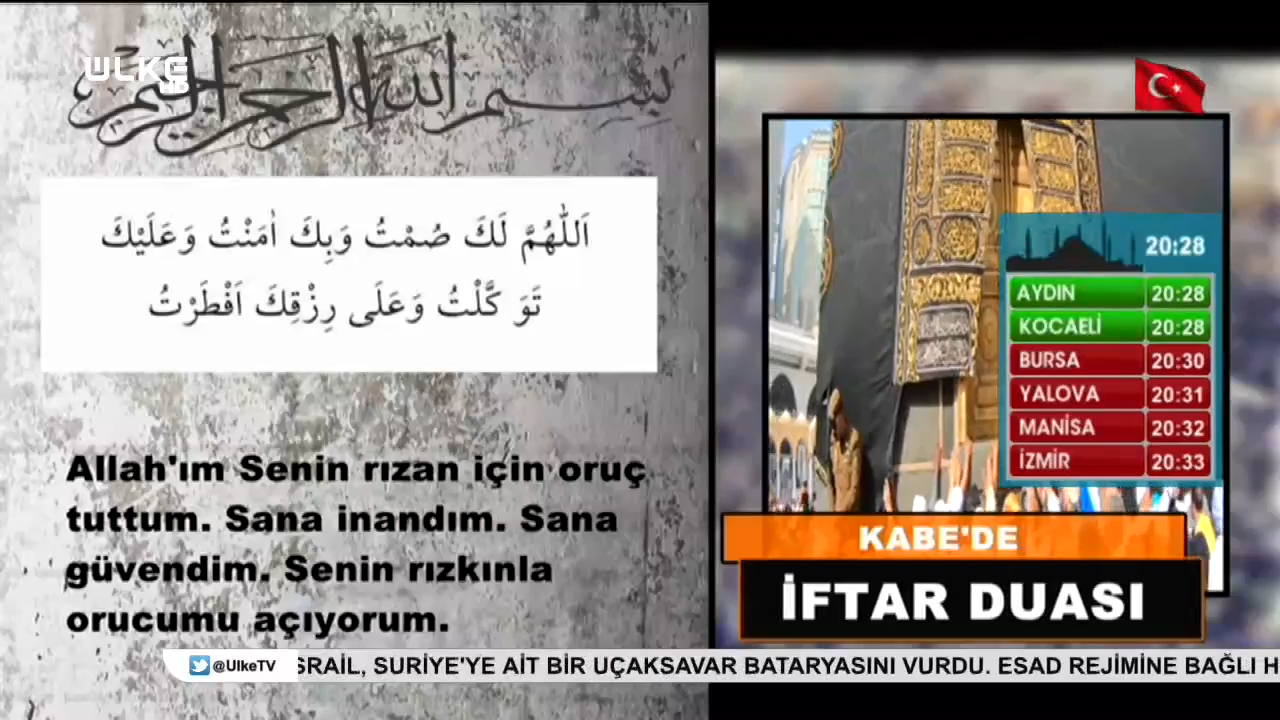 ÜLKE
بسم الله الرحمن الرحيم
اَللّٰهُمَّ لَكَ صُمْتُ وَبِكَ اٰمَنْتُ وَعَلَيْكَ
تَوَ كَّلْتُ وَعَلَى رِزْقِكَ اَفْطَرْتُ
Allah'ım Senin rızan için oruç
tuttum. Sana inandım. Sana
güvendim. Senin rızkınla
orucumu açıyorum.
20:28
AYDIN 20:28
KOCAELİ 20:28
BURSA 20:30
YALOVA 20:31
MANİSA 20:32
İZMİR 20:33
KABE'DE
İFTAR DUASI
@UlkeTV SRAİL, SURİYE'YE AİT BİR UÇAKSAVAR BATARYASINI VURDU. ESAD REJİMİNE BAĞLI H